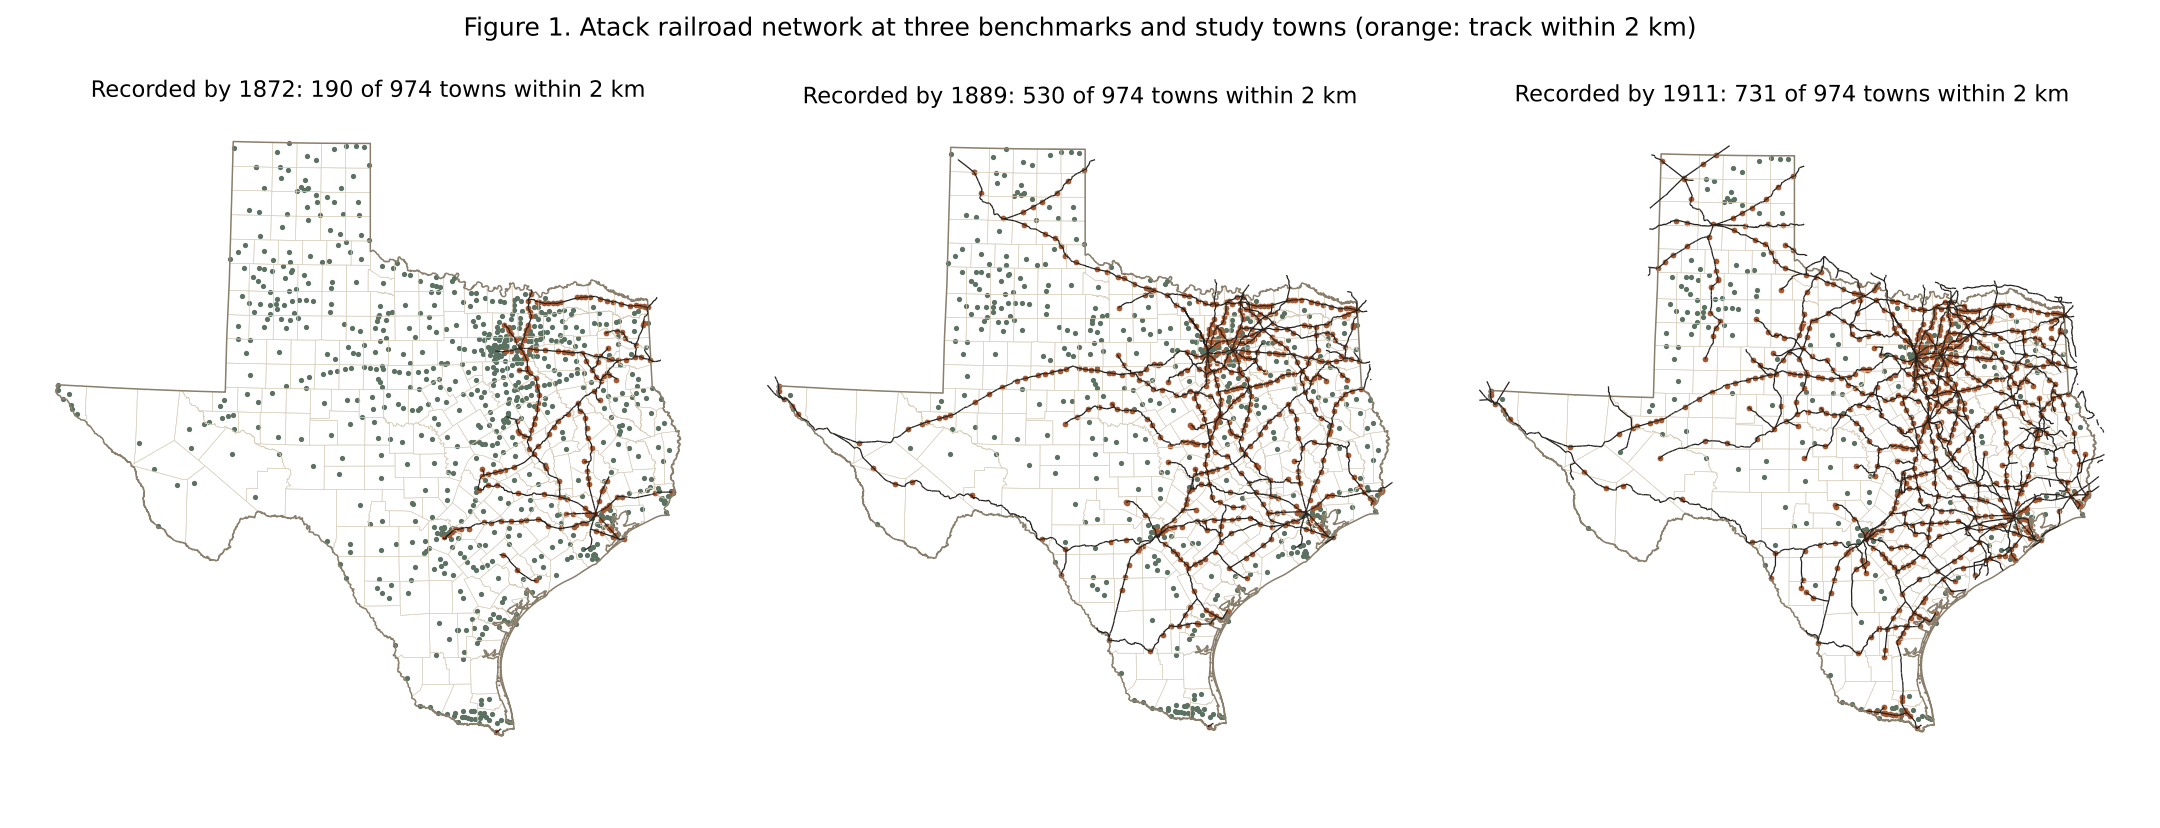 Figure 1. Atack railroad network at three benchmarks and study towns (orange: track within 2 km)
Recorded by 1872: 190 of 974 towns within 2 km
Recorded by 1889: 530 of 974 towns within 2 km
Recorded by 1911: 731 of 974 towns within 2 km